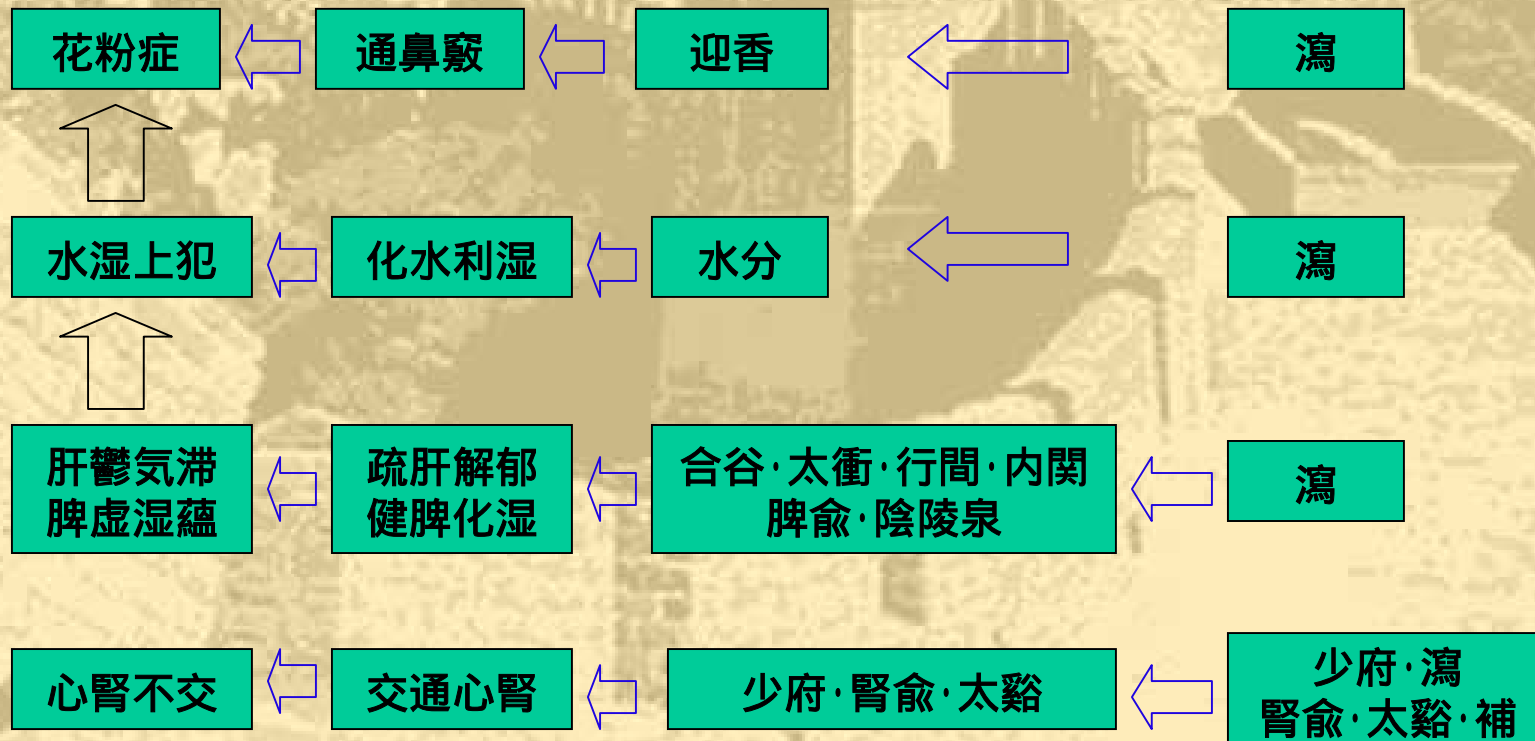 花粉症
通鼻竅
迎香
瀉
水湿上犯
化水利湿
水分
瀉
肝鬱気滞
脾虚湿蘊
疏肝解郁
健脾化湿
合谷·太衝·行間·内関
脾兪·陰陵泉
瀉
心腎不交
交通心腎
少府·腎兪·太谿
少府·瀉
腎兪·太谿·補